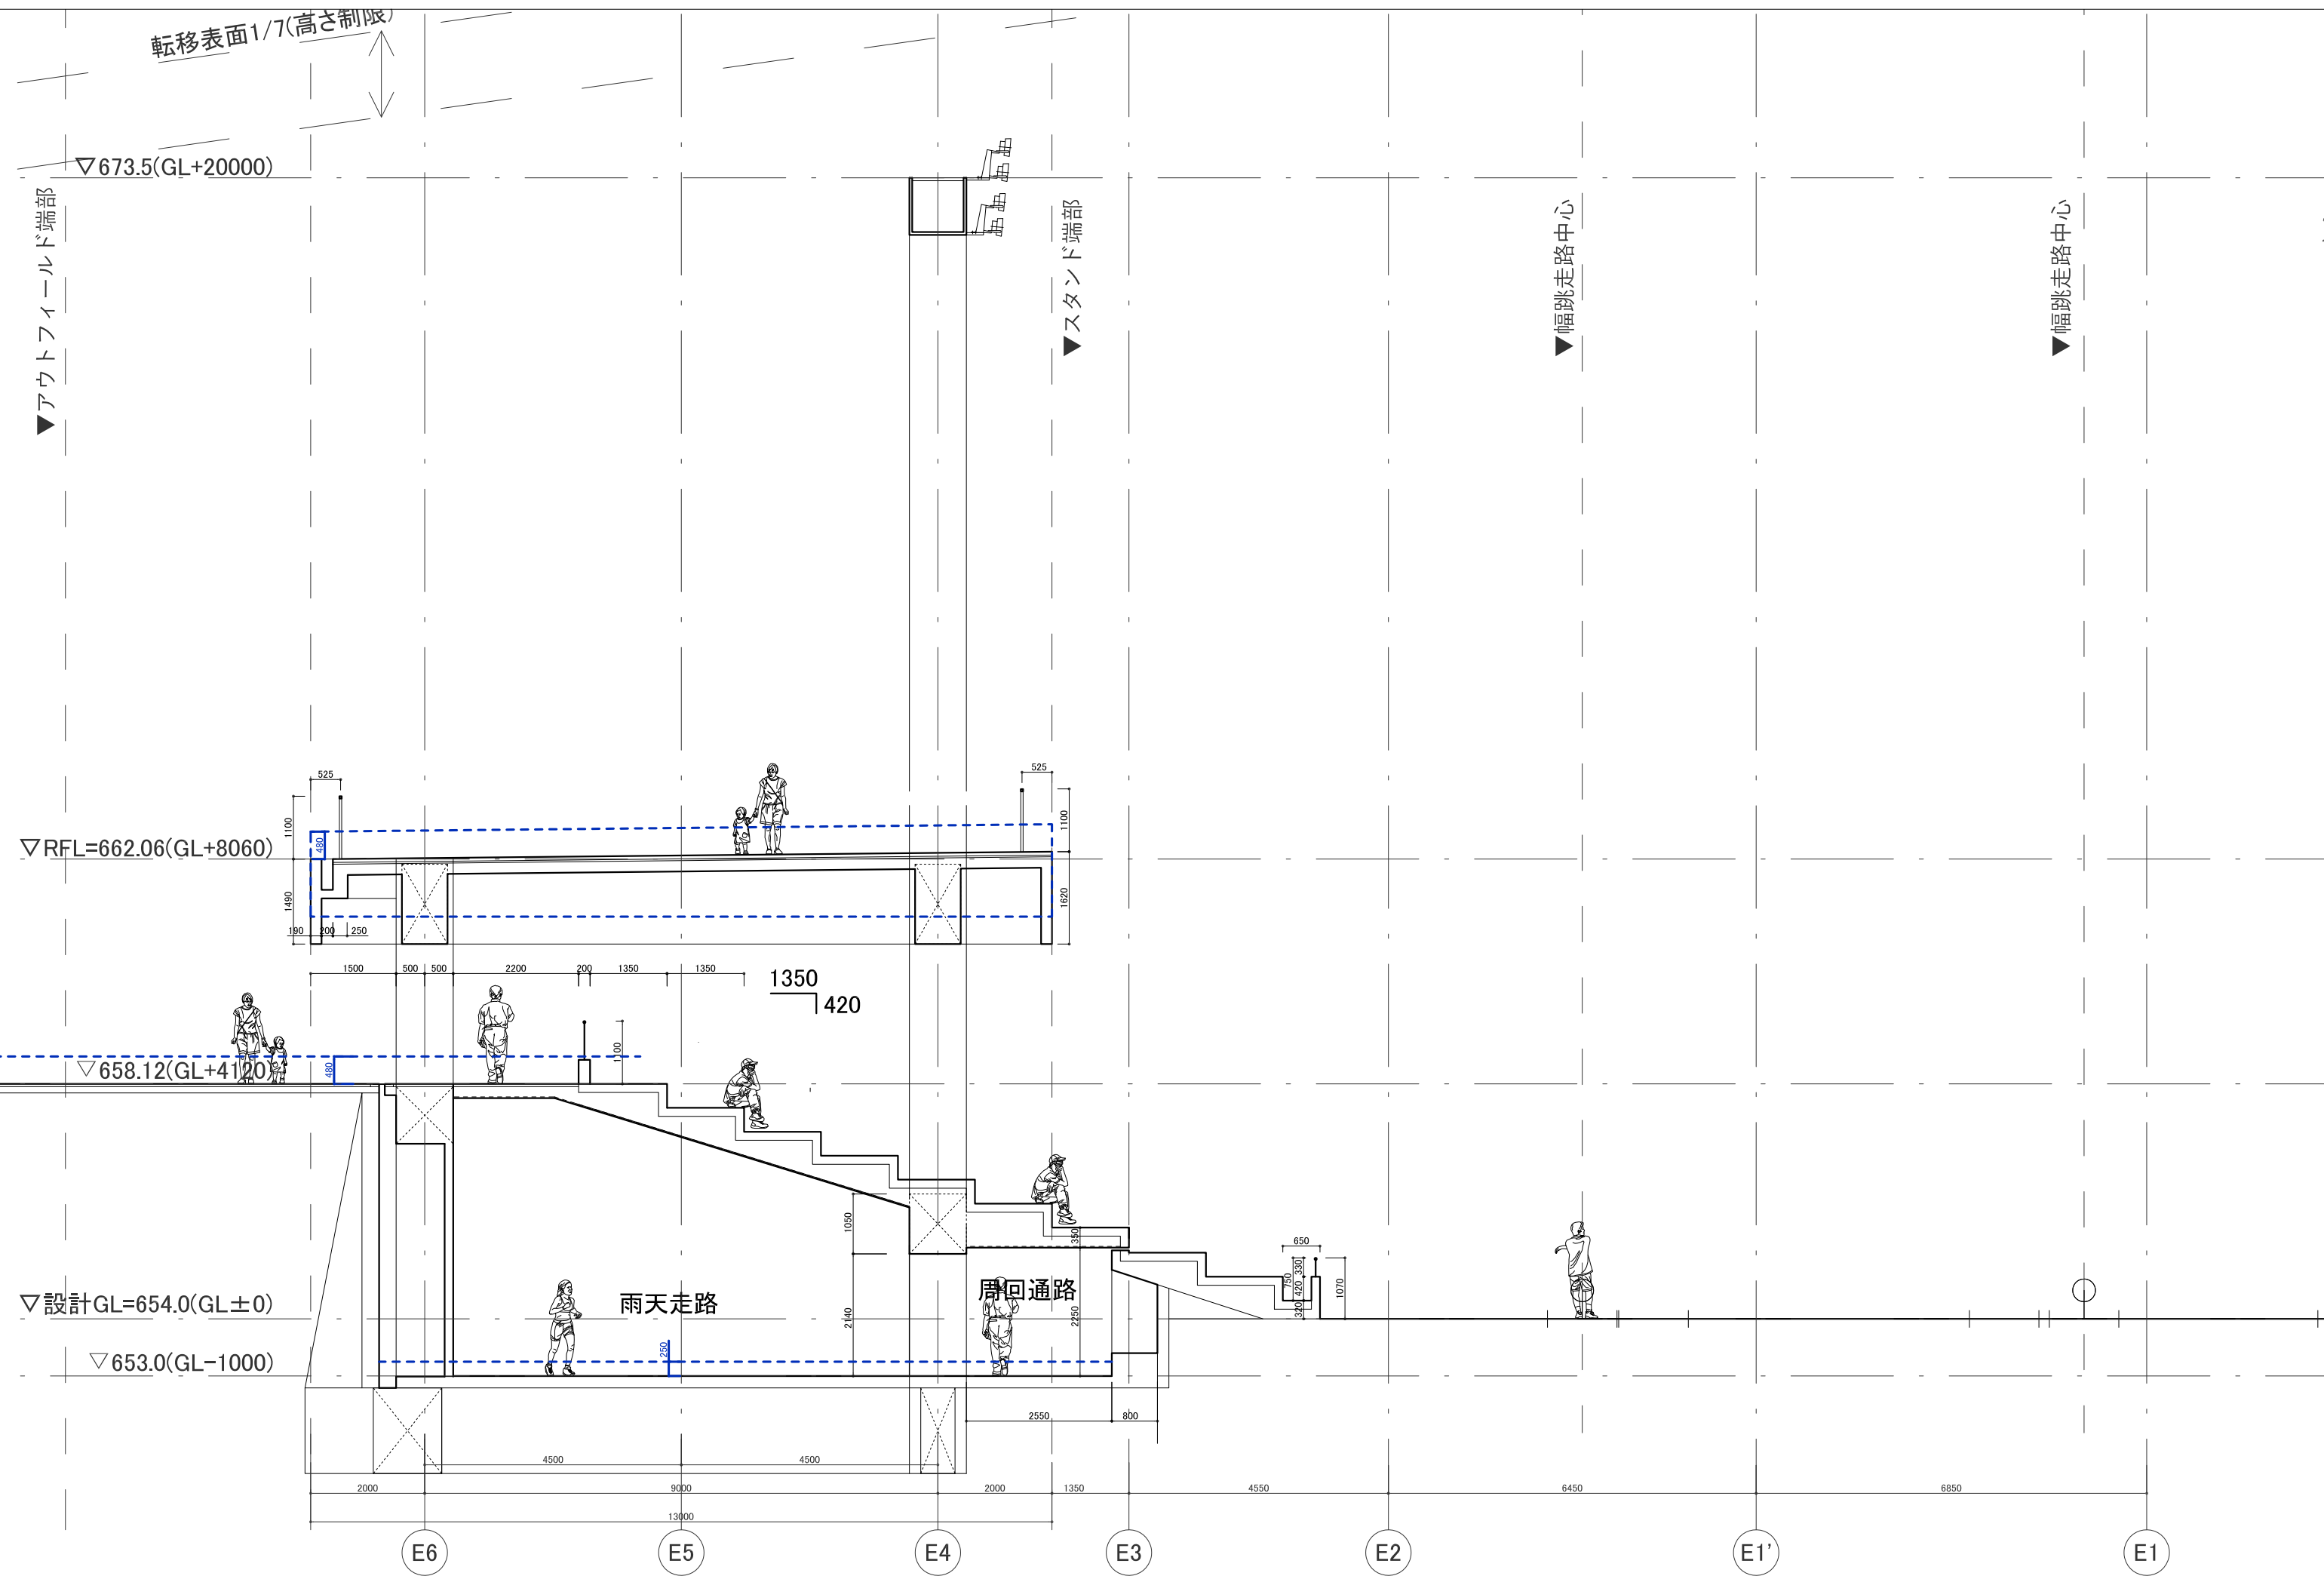 転移表面1/7(高さ制限)
▽673.5(GL+20000)
▼アウトフィールド端部
▼スタンド端部
▼幅跳走路中心
▼幅跳走路中心
525
525
1100
1100
▽RFL=662.06(GL+8060)
480
1490
1620
190
200
250
1500
500
500
2200
200
1350
1350
1350
420
1100
▽658.12(GL+4120)
480
1050
350
650
330
750
420
320
1070
▽設計GL=654.0(GL±0)
雨天走路
周回通路
2140
2250
▽653.0(GL-1000)
250
2550
800
4500
4500
2000
9000
2000
1350
4550
6450
6850
13000
E6
E5
E4
E3
E2
E1'
E1